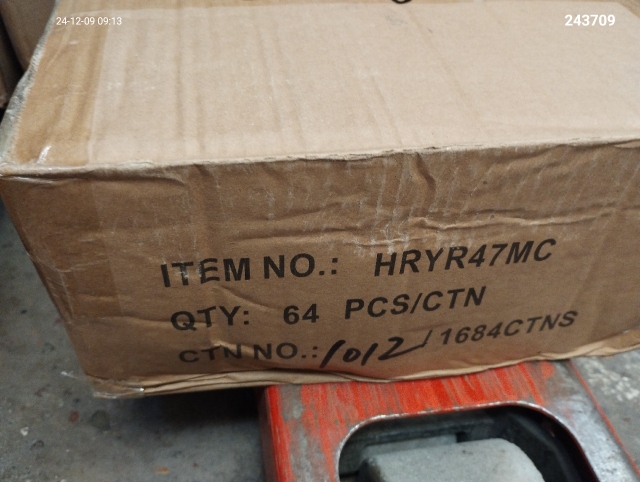 24-12-09 09:13
243709
ITEM NO.: HRYR47MC
QTY: 64 PCS/CTN
CTN NO.: 1012/1684CTNS